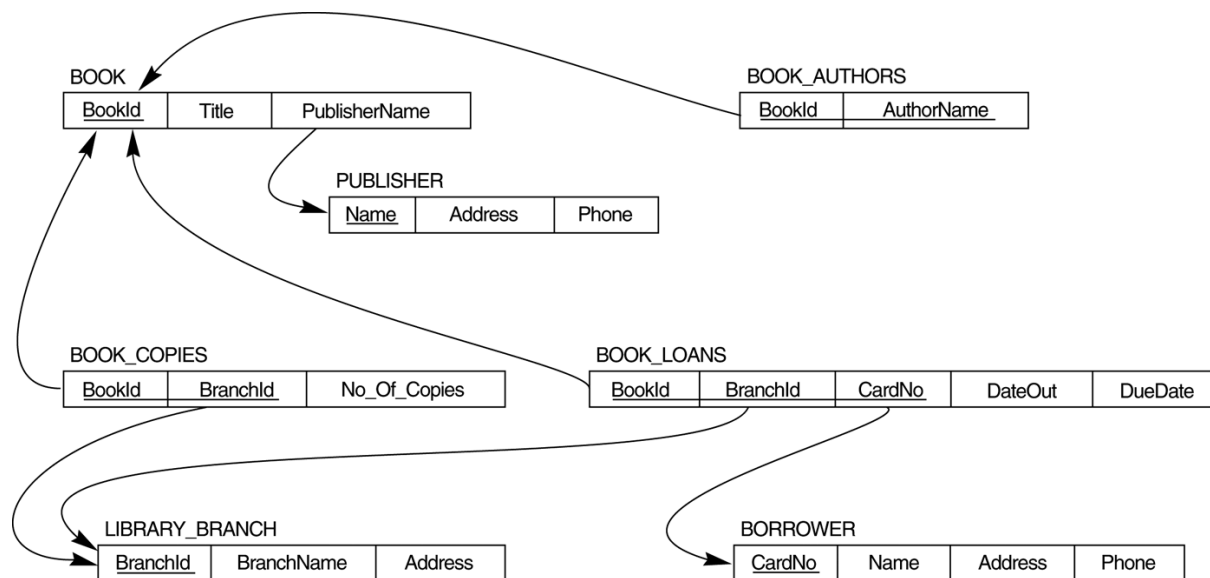 BOOK
BookId Title PublisherName
BOOK_AUTHORS
BookId AuthorName
PUBLISHER
Name Address Phone
BOOK_COPIES
BookId BranchId No_Of_Copies
BOOK_LOANS
BookId BranchId CardNo DateOut DueDate
LIBRARY_BRANCH
BranchId BranchName Address
BORROWER
CardNo Name Address Phone